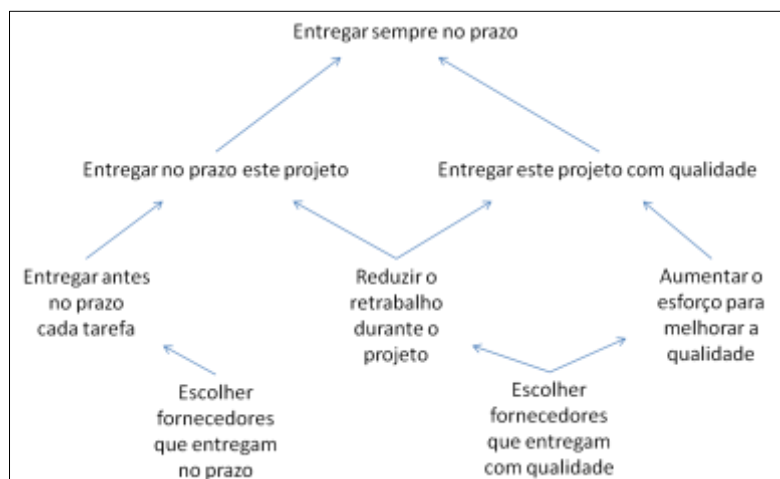 Entregar sempre no prazo
Entregar no prazo este projeto
Entregar este projeto com qualidade
Entregar antes
no prazo
cada tarefa
Reduzir o
retrabalho
durante o
projeto
Aumentar o
esforço para
melhorar a
qualidade
Escolher
fornecedores
que entregam
no prazo
Escolher
fornecedores
que entregam
com qualidade